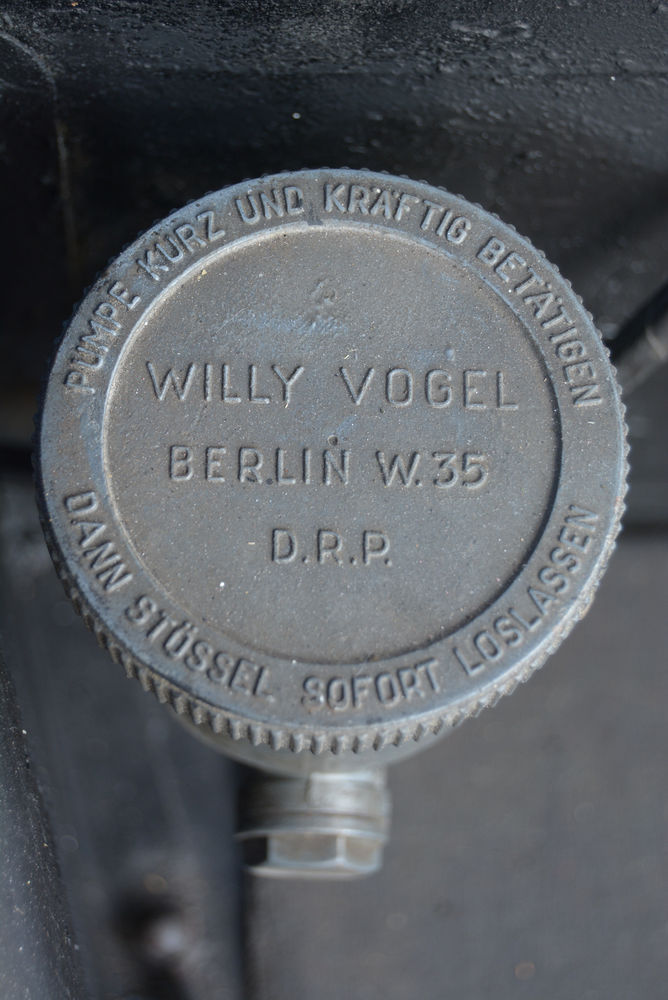 PUMPE KURZ UND KRÄFTIG BETÄTIGEN
WILLY VOGEL
BERLIN W.35
D.R.P.
DANN STÖSSEL SOFORT LOSLASSEN